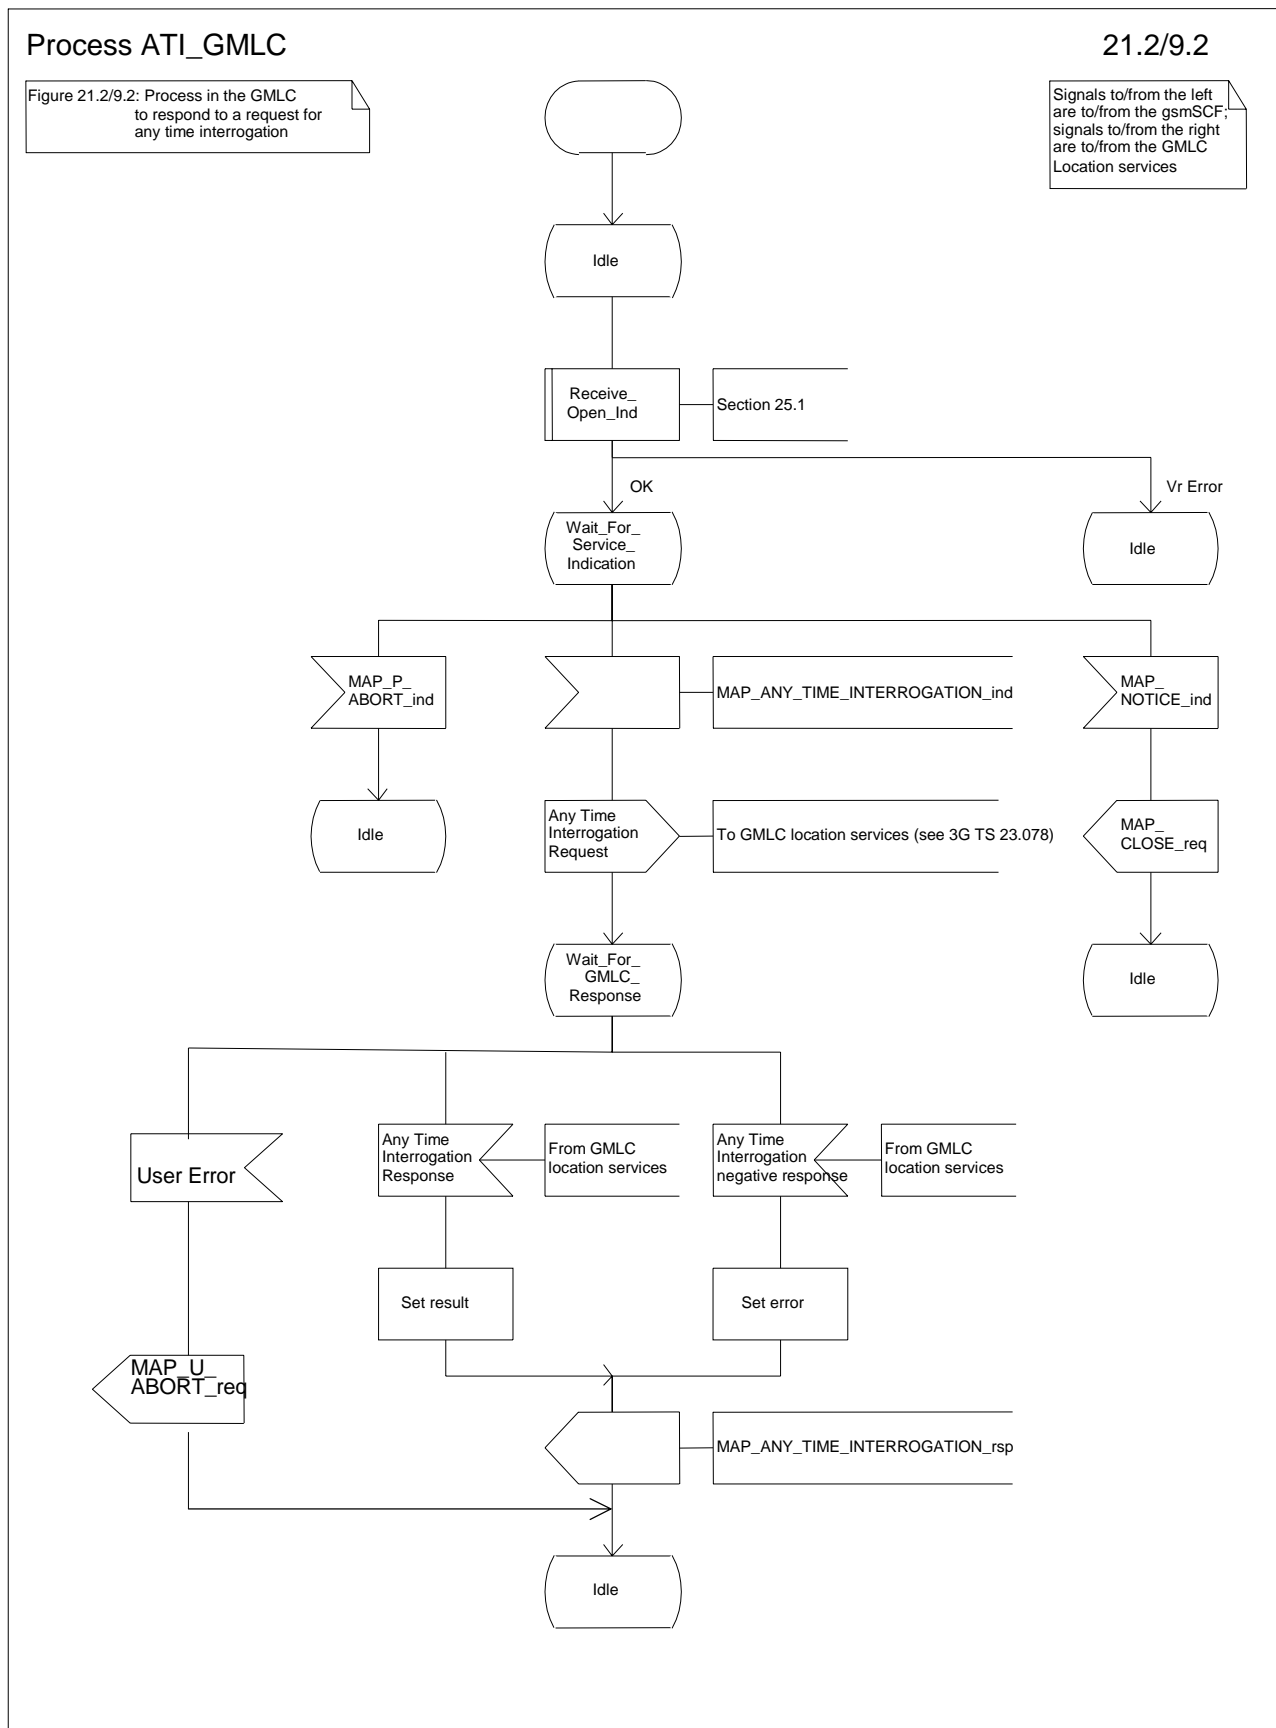 Process ATI_GMLC
21.2/9.2
Figure 21.2/9.2: Process in the GMLC
to respond to a request for
any time interrogation
Signals to/from the left
are to/from the gsmSCF;
signals to/from the right
are to/from the GMLC
Location services
Idle
Receive_
Open_Ind
Section 25.1
OK
Vr Error
Wait_For_
Service_
Indication
Idle
MAP_P_
ABORT_ind
MAP_ANY_TIME_INTERROGATION_ind
MAP_
NOTICE_ind
Idle
Any Time
Interrogation
Request
To GMLC location services (see 3G TS 23.078)
MAP_
CLOSE_req
Wait_For_
GMLC_
Response
Idle
User Error
Any Time
Interrogation
Response
From GMLC
location services
Any Time
Interrogation
negative response
From GMLC
location services
Set result
Set error
MAP_U_
ABORT_req
MAP_ANY_TIME_INTERROGATION_rsp
Idle